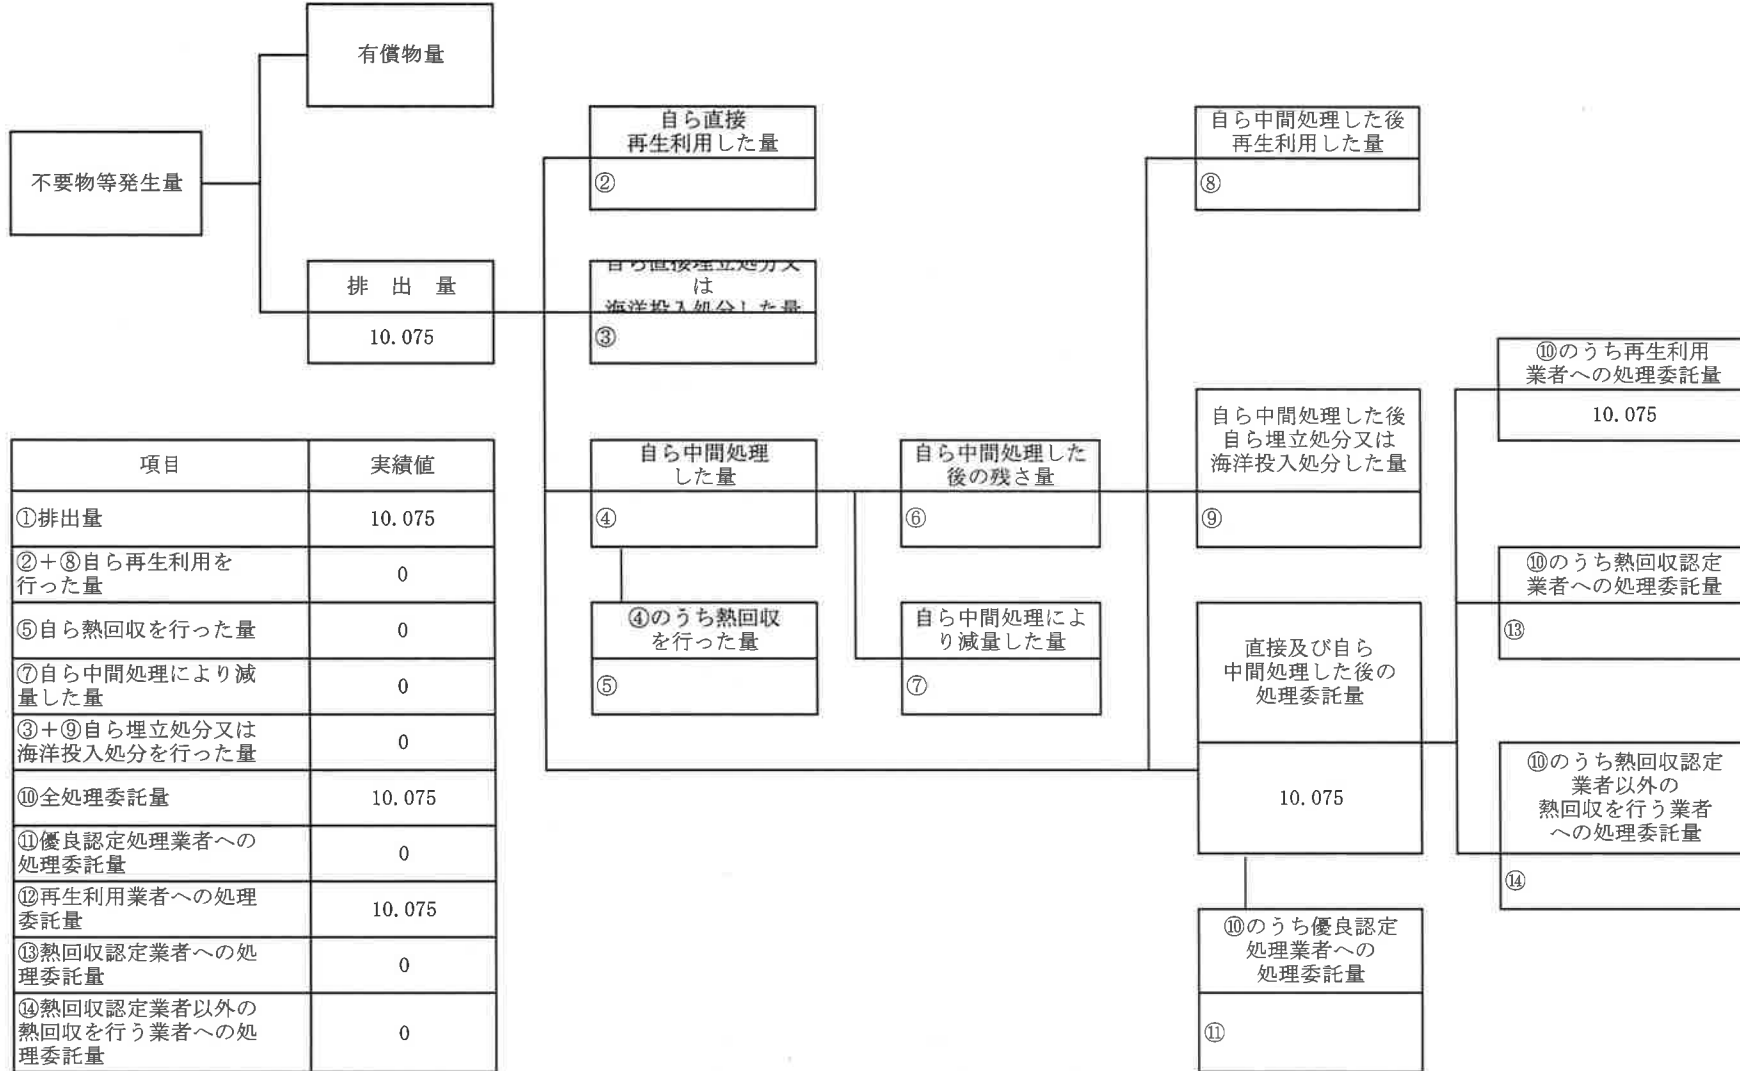 有償物量
不要物等発生量
排出量
10.075
自ら直接
再生利用した量
②
自ら直接埋立処分又
は
海洋投入処分した量
③
自ら中間処理
した量
④
④のうち熱回収
を行った量
⑤
自ら中間処理した
後の残さ量
⑥
自ら中間処理によ
り減量した量
⑦
自ら中間処理した後
再生利用した量
⑧
自ら中間処理した後
自ら埋立処分又は
海洋投入処分した量
⑨
直接及び自ら
中間処理した後の
処理委託量
10.075
⑩のうち優良認定
処理業者への
処理委託量
⑪
⑩のうち再生利用
業者への処理委託量
10.075
⑩のうち熱回収認定
業者への処理委託量
⑬
⑩のうち熱回収認定
業者以外の
熱回収を行う業者
への処理委託量
⑭
項目 実績値
①排出量 10.075
②+⑧自ら再生利用を
行った量 0
⑤自ら熱回収を行った量 0
⑦自ら中間処理により減
量した量 0
③+⑨自ら埋立処分又は
海洋投入処分を行った量 0
⑩全処理委託量 10.075
⑪優良認定処理業者への
処理委託量 0
⑫再生利用業者への処理
委託量 10.075
⑬熱回収認定業者への処
理委託量 0
⑭熱回収認定業者以外の
熱回収を行う業者への処
理委託量 0